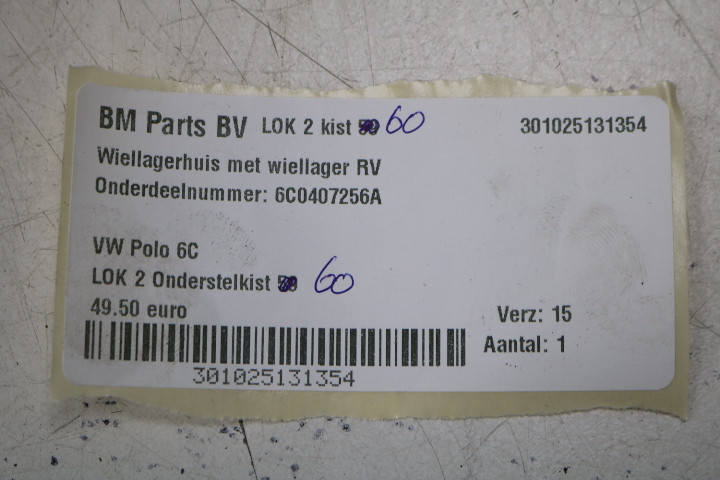 BM Parts BV LOK 2 kist 60 301025131354
Wiellagerhuis met wiellager RV
Onderdeelnummer: 6C0407256A
VW Polo 6C
LOK 2 Onderstelkist 60
49.50 euro Verz: 15
Aantal: 1
301025131354